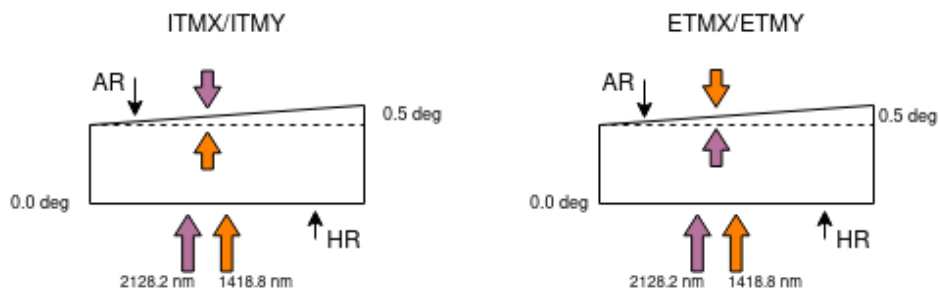 ITMX/ITMY
AR
0.5 deg
0.0 deg
HR
2128.2 nm
1418.8 nm
ETMX/ETMY
AR
0.5 deg
0.0 deg
HR
2128.2 nm
1418.8 nm